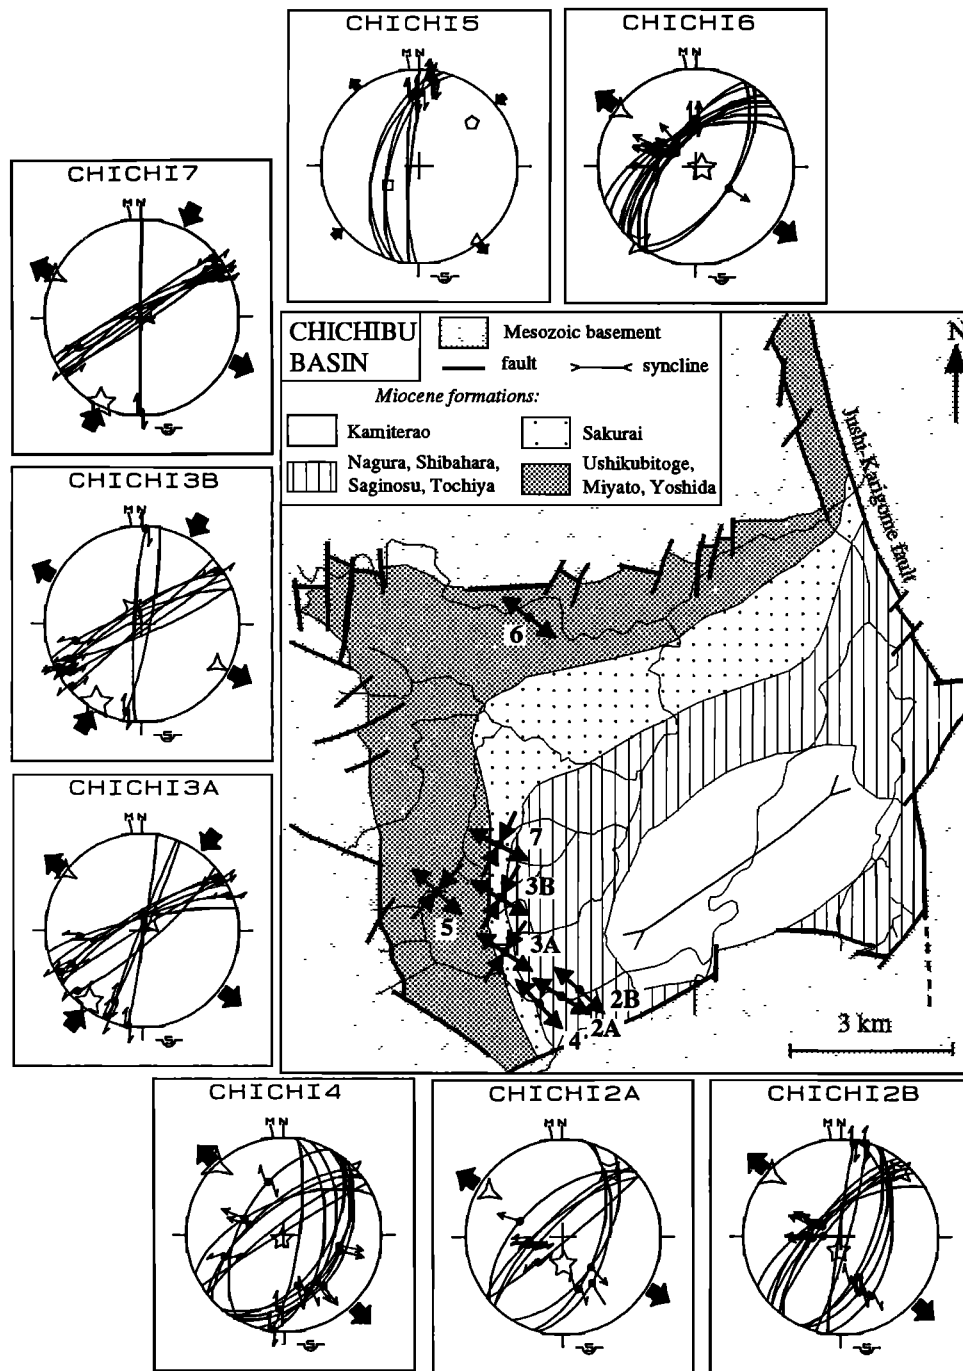 CHICHI5
CHICHI6
M N
M N
S
S
CHICHI7
M N
S
CHICHIBU
BASIN
Mesozoic basement
fault
syncline
Miocene formations:
Kamiterao
Sakurai
Nagura, Shibahara,
Saginosu, Tochiya
Ushikubitoge,
Miyato, Yoshida
N
Jushi-Karigome fault
CHICHI3B
M N
S
6
7
3B
5
3A
2B
2A
4
3 km
CHICHI3A
M N
S
CHICHI4
M N
S
CHICHI2A
M N
S
CHICHI2B
M N
S